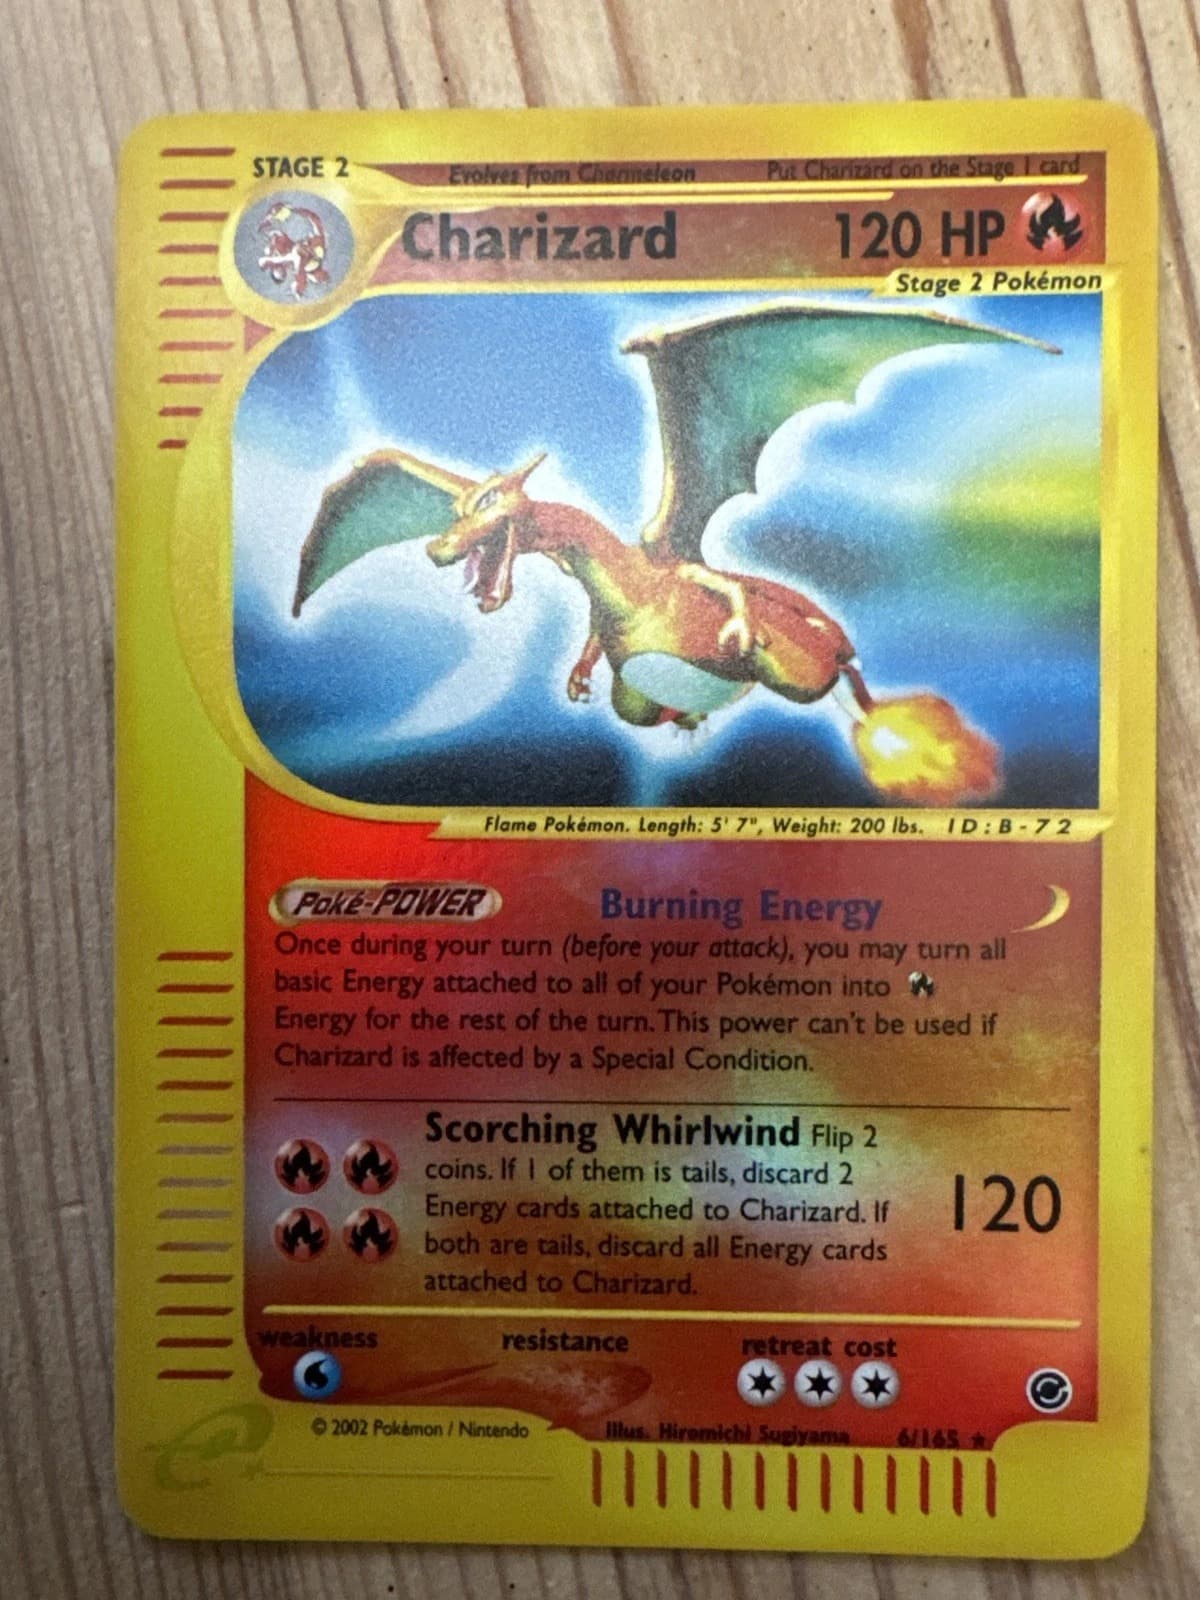 STAGE 2 Evolves from Charmeleon Put Charizard on the Stage 1 card
Charizard 120 HP
Stage 2 Pokémon
Flame Pokémon. Length: 5' 7", Weight: 200 lbs. ID:B-72
Poké-POWER Burning Energy
Once during your turn (before your attack), you may turn all
basic Energy attached to all of your Pokémon into
Energy for the rest of the turn. This power can't be used if
Charizard is affected by a Special Condition.
Scorching Whirlwind Flip 2
coins. If 1 of them is tails, discard 2
Energy cards attached to Charizard. If
both are tails, discard all Energy cards
attached to Charizard.
120
weakness resistance retreat cost
© 2002 Pokémon / Nintendo Illus. Hiromichi Sugiyama 6/165 ★
e